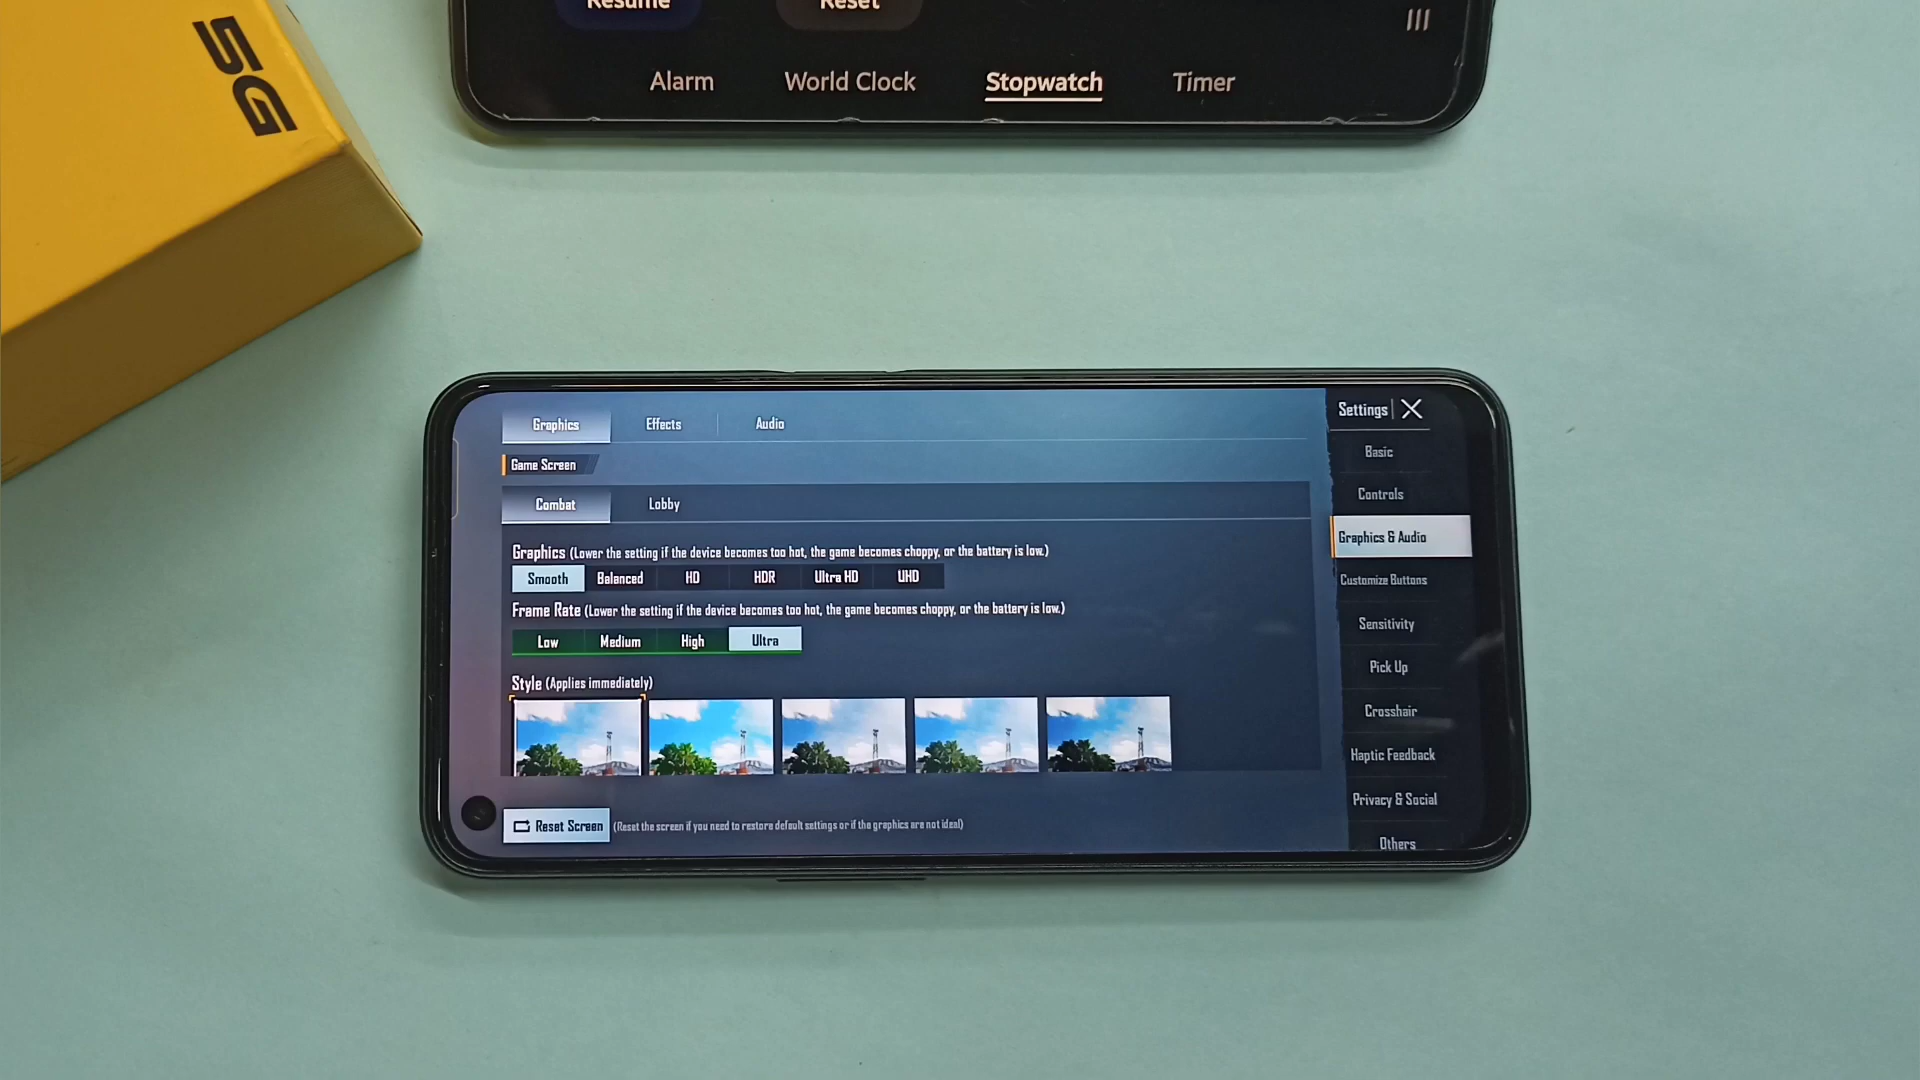 5G
Resume Reset
Alarm World Clock Stopwatch Timer
Graphics Effects Audio
Game Screen
Combat Lobby
Graphics (Lower the setting if the device becomes too hot, the game becomes choppy, or the battery is low.)
Smooth Balanced HD HDR Ultra HD UHD
Frame Rate (Lower the setting if the device becomes too hot, the game becomes choppy, or the battery is low.)
Low Medium High Ultra
Style (Applies immediately)
Reset Screen (Reset the screen if you need to restore default settings or if the graphics are not ideal)
Settings
Basic
Controls
Graphics & Audio
Customize Buttons
Sensitivity
Pick Up
Crosshair
Haptic Feedback
Privacy & Social
Others